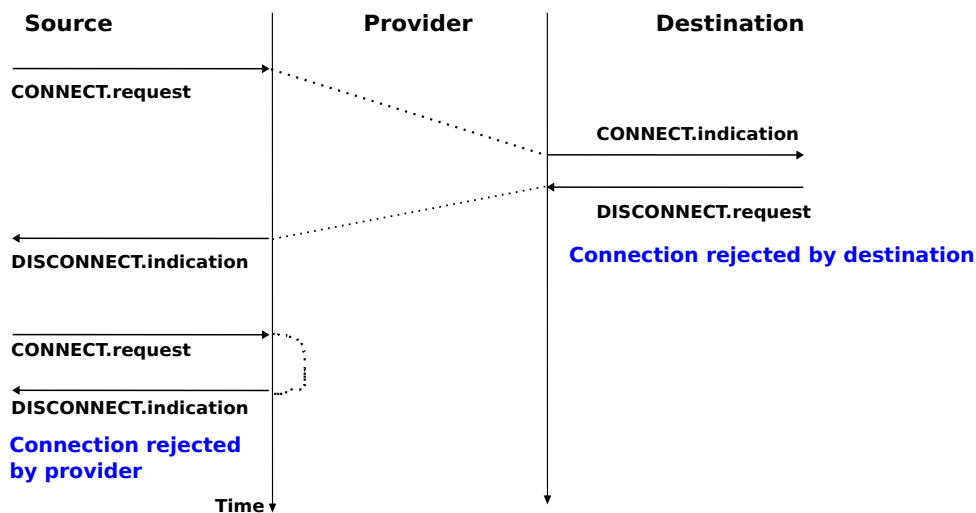 Source
Provider
Destination
CONNECT.request
CONNECT.indication
DISCONNECT.request
Connection rejected by destination
DISCONNECT.indication
CONNECT.request
DISCONNECT.indication
Connection rejected
by provider
Time